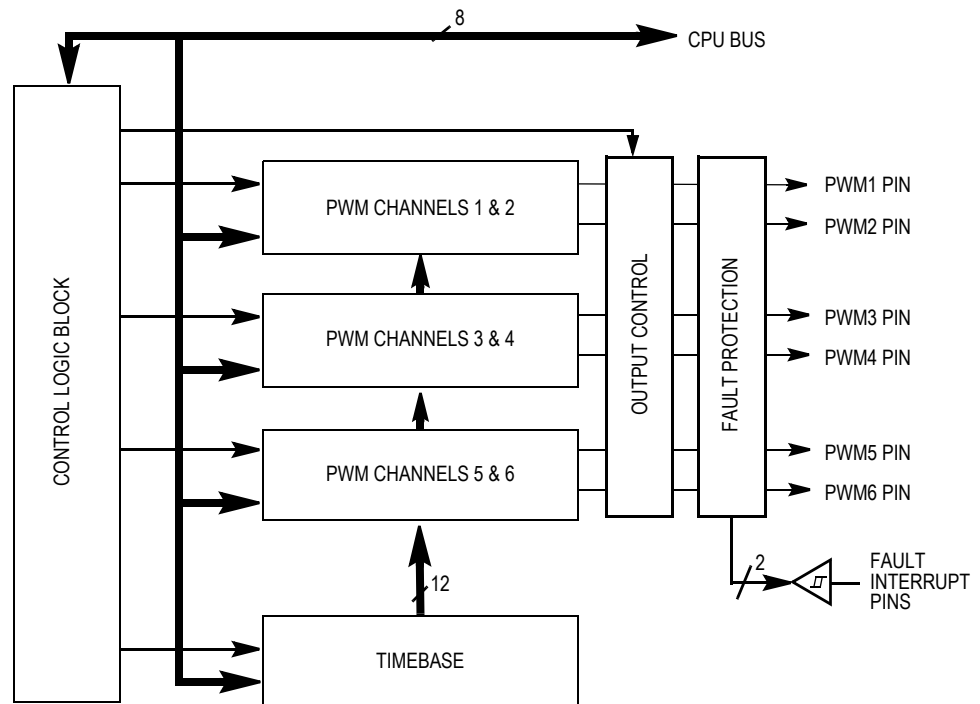 8
CPU BUS
CONTROL LOGIC BLOCK
PWM CHANNELS 1 & 2
PWM CHANNELS 3 & 4
PWM CHANNELS 5 & 6
12
TIMEBASE
OUTPUT CONTROL
FAULT PROTECTION
PWM1 PIN
PWM2 PIN
PWM3 PIN
PWM4 PIN
PWM5 PIN
PWM6 PIN
2
FAULT
INTERRUPT
PINS